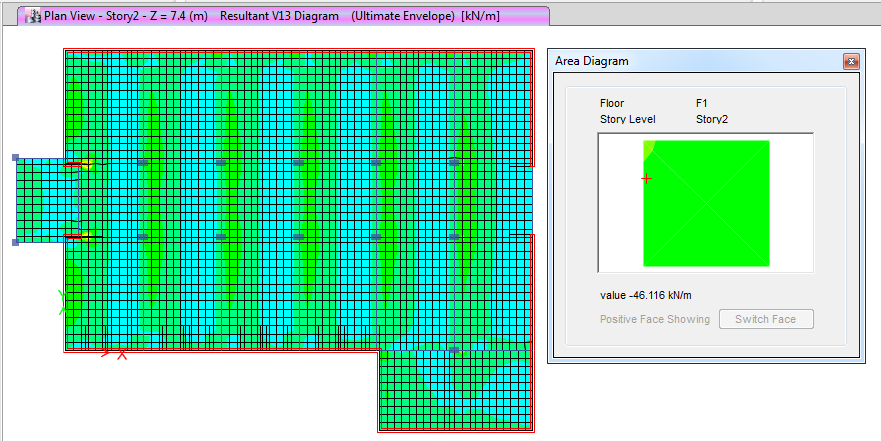 Plan View - Story2 - Z = 7.4 (m) Resultant V13 Diagram (Ultimate Envelope) [kN/m]
Area Diagram
Floor F1
Story Level Story2
value -46.116 kN/m
Positive Face Showing Switch Face
Y
X